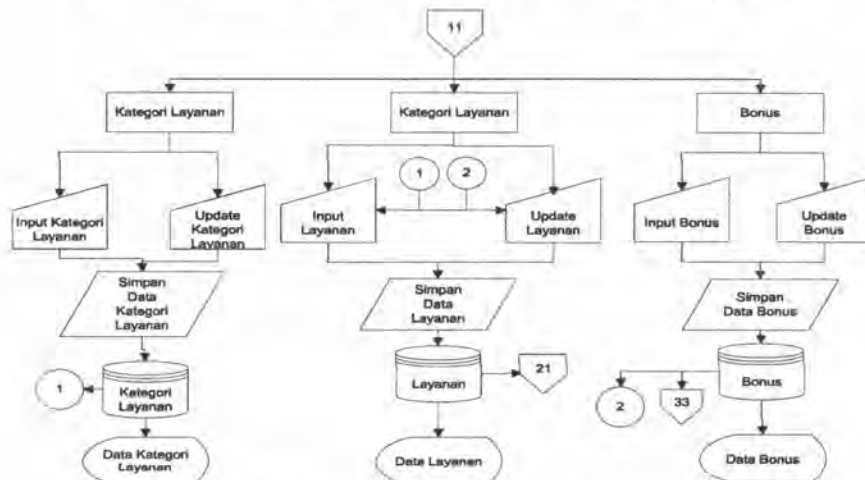 11
Kategori Layanan
Kategori Layanan
Bonus
1
2
Input Kategori
Layanan
Update
Kategori
Layanan
Input
Layanan
Update
Layanan
Input Bonus
Update
Bonus
Simpan
Data
Kategori
Layanan
Simpan
Data
Layanan
Simpan
Data Bonus
1
Kategori
Layanan
Layanan
21
2
33
Bonus
Data Kategori
Layanan
Data Layanan
Data Bonus